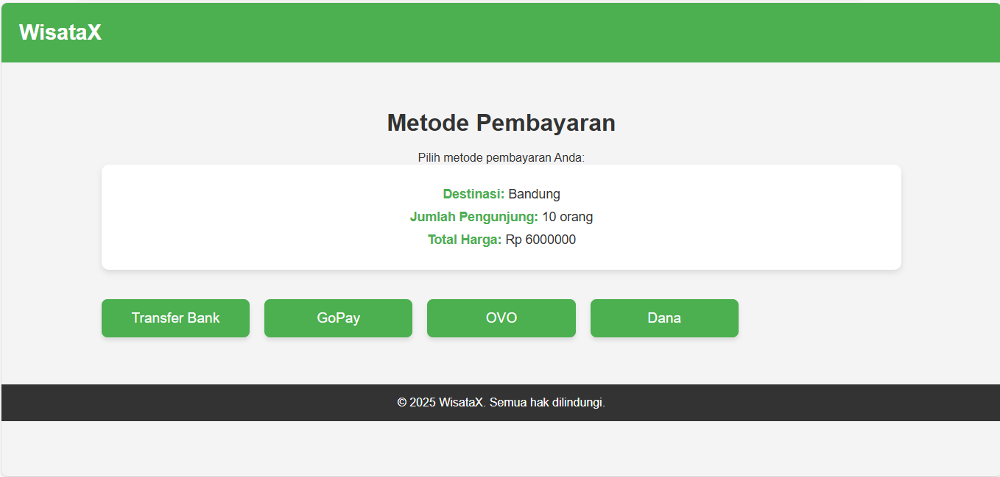 WisataX
Metode Pembayaran
Pilih metode pembayaran Anda:
Destinasi: Bandung
Jumlah Pengunjung: 10 orang
Total Harga: Rp 6000000
Transfer Bank
GoPay
OVO
Dana
© 2025 WisataX. Semua hak dilindungi.